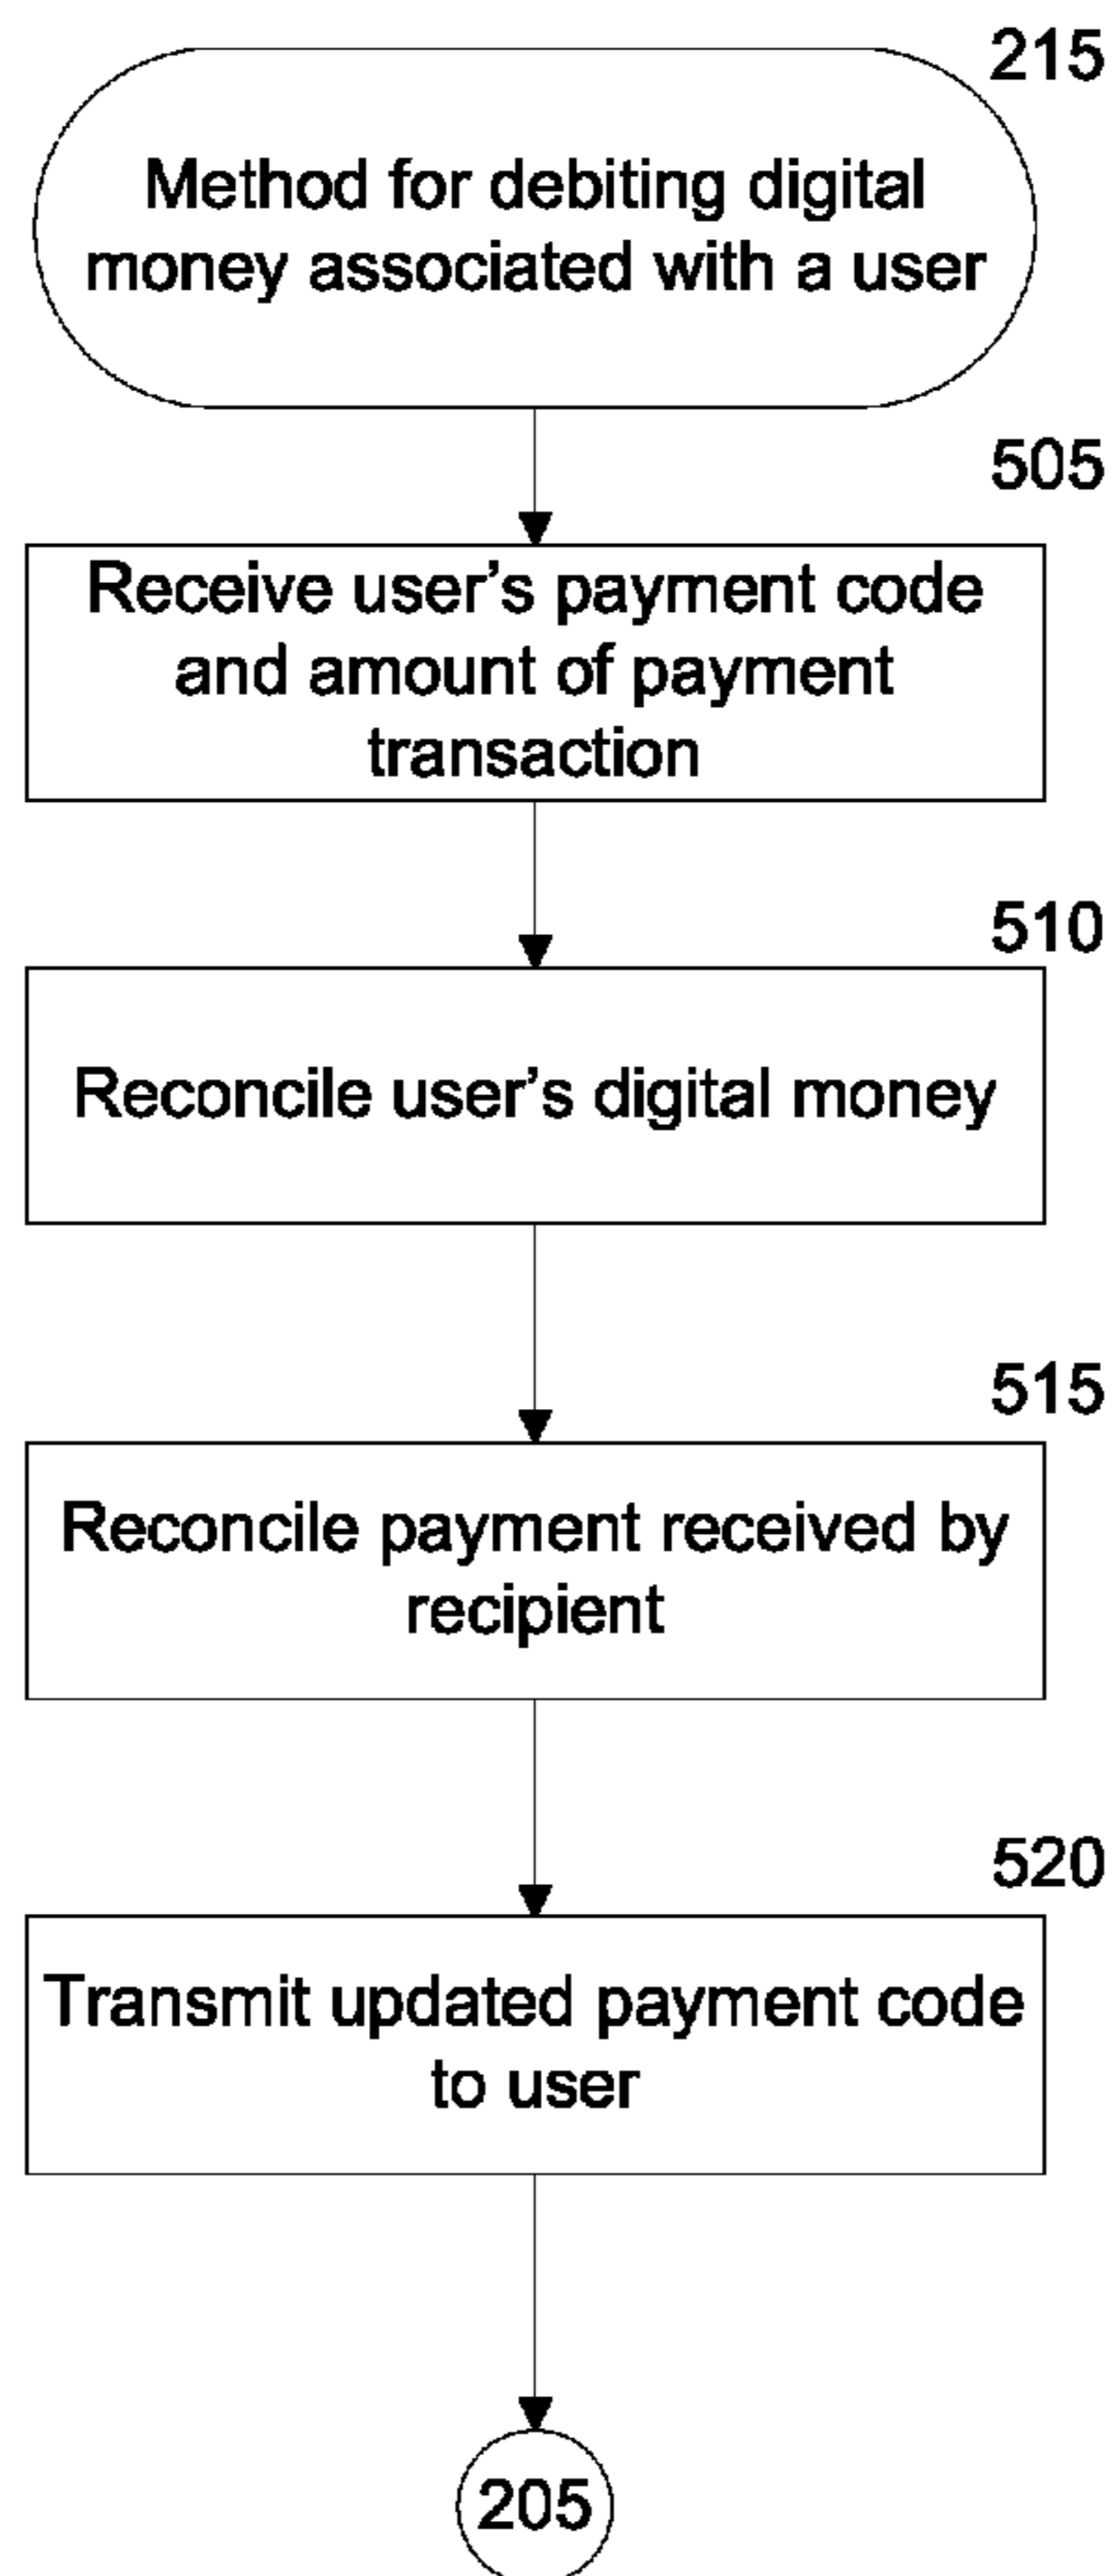 215
Method for debiting digital
money associated with a user
505
Receive user’s payment code
and amount of payment
transaction
510
Reconcile user’s digital money
515
Reconcile payment received by
recipient
520
Transmit updated payment code
to user
205